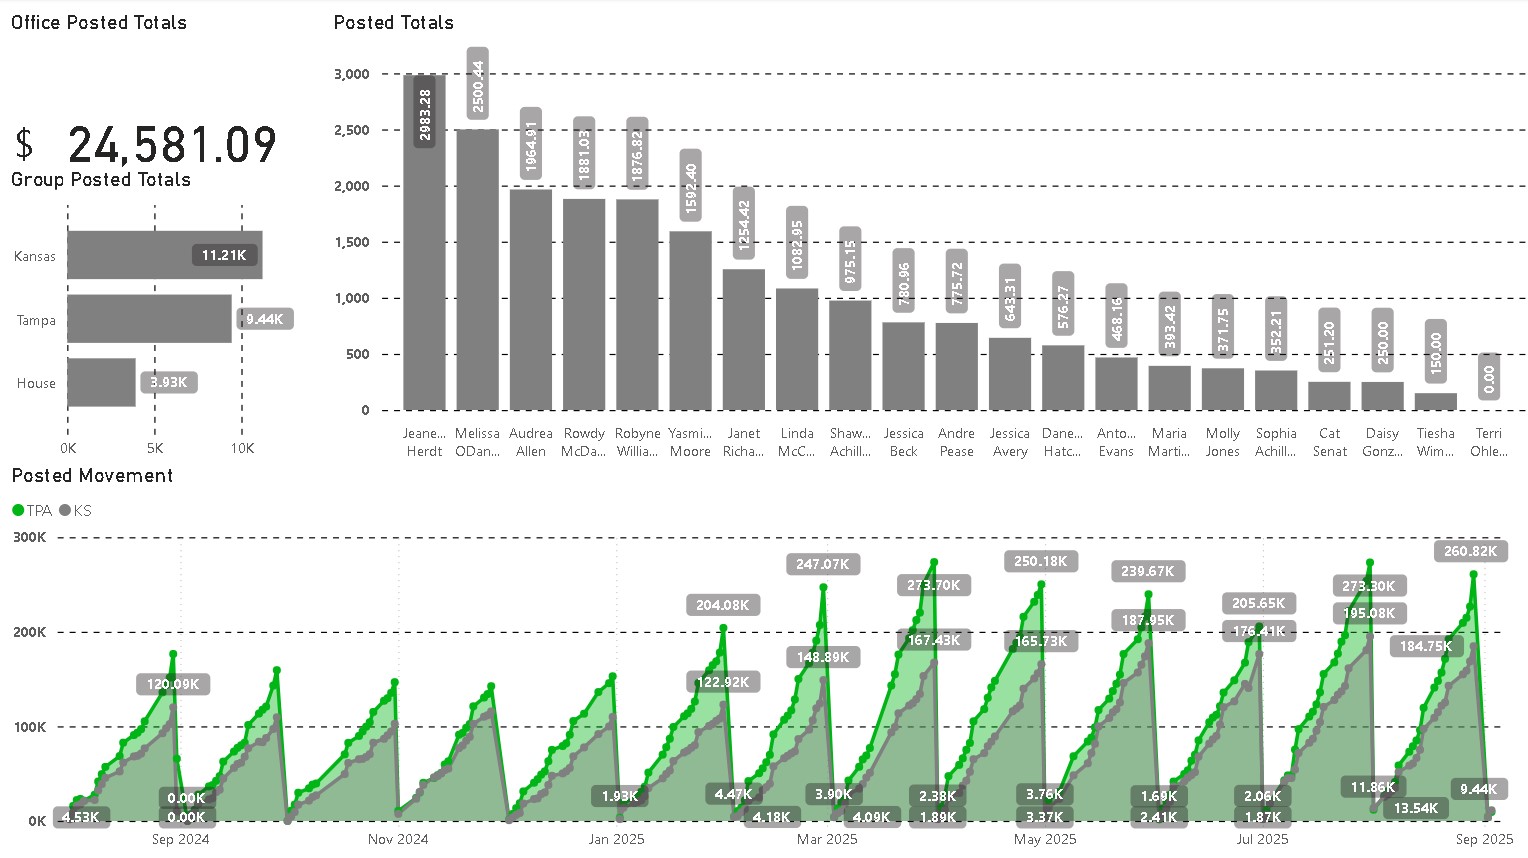 Office Posted Totals
$ 24,581.09
Group Posted Totals
Kansas 11.21K
Tampa 9.44K
House 3.93K
0K 5K 10K
Posted Totals
3,000
2,500
2,000
1,500
1,000
500
0
2983.28 2500.44 1964.91 1881.03 1876.82 1592.40 1254.42 1082.95 975.15 780.96 775.72 643.31 576.27 468.16 393.42 371.75 352.21 251.20 250.00 150.00 0.00
Jeane... Melissa Audrea Rowdy Robyne Yasmi... Janet Linda Shaw... Jessica Andre Jessica Dane... Anto... Maria Molly Sophia Cat Daisy Tiesha Terri
Herdt ODan... Allen McDa... Willia... Moore Richa... McC... Achill... Beck Pease Avery Hatc... Evans Marti... Jones Achill... Senat Gonz... Wim... Ohle...
Posted Movement
TPA KS
300K
200K
100K
0K
260.82K
247.07K 250.18K
239.67K
273.70K 273.30K
204.08K 205.65K
195.08K
187.95K
176.41K
167.43K 165.73K
184.75K
148.89K
120.09K 122.92K
11.86K 9.44K
0.00K 1.93K 4.47K 3.90K 2.38K 3.76K 1.69K 2.06K
13.54K
4.53K 0.00K 4.18K 4.09K 1.89K 3.37K 2.41K 1.87K
Sep 2024 Nov 2024 Jan 2025 Mar 2025 May 2025 Jul 2025 Sep 2025